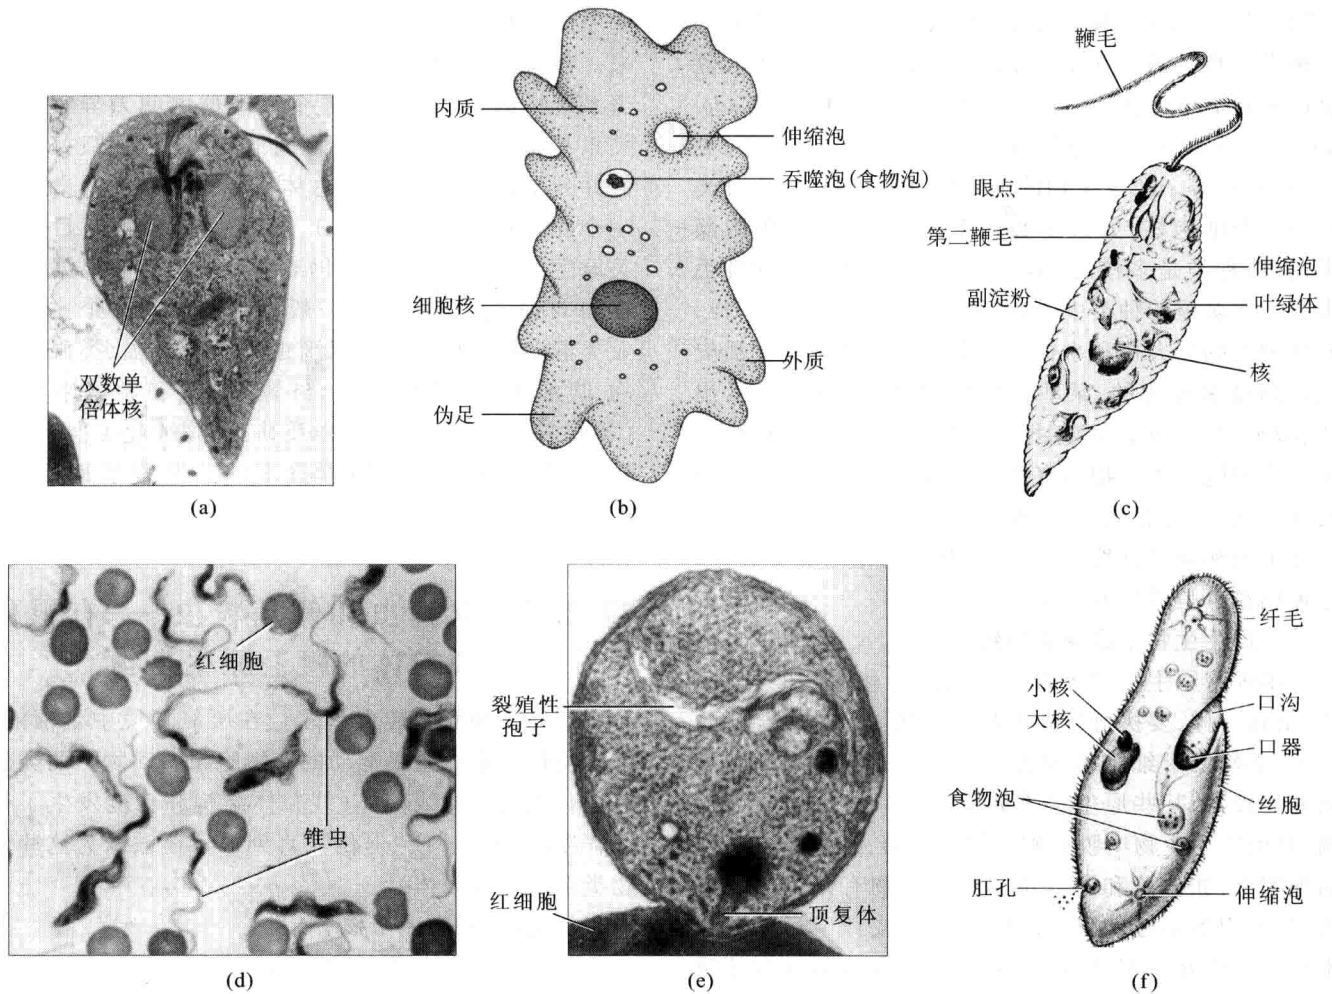 双数单
倍体核
(a)
内质
伸缩泡
吞噬泡(食物泡)
细胞核
外质
伪足
(b)
鞭毛
眼点
第二鞭毛
伸缩泡
副淀粉
叶绿体
核
(c)
红细胞
锥虫
(d)
裂殖性
孢子
红细胞
顶复体
(e)
纤毛
小核
口沟
大核
口器
食物泡
丝胞
肛孔
伸缩泡
(f)